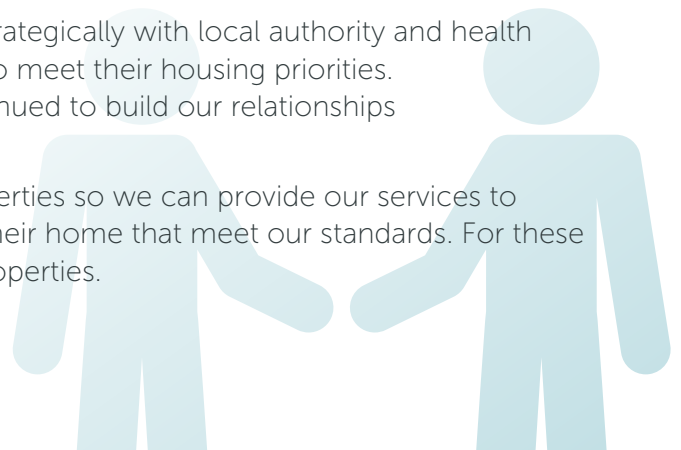 rategically with local authority and health
o meet their housing priorities.
nued to build our relationships
erties so we can provide our services to
heir home that meet our standards. For these
operties.